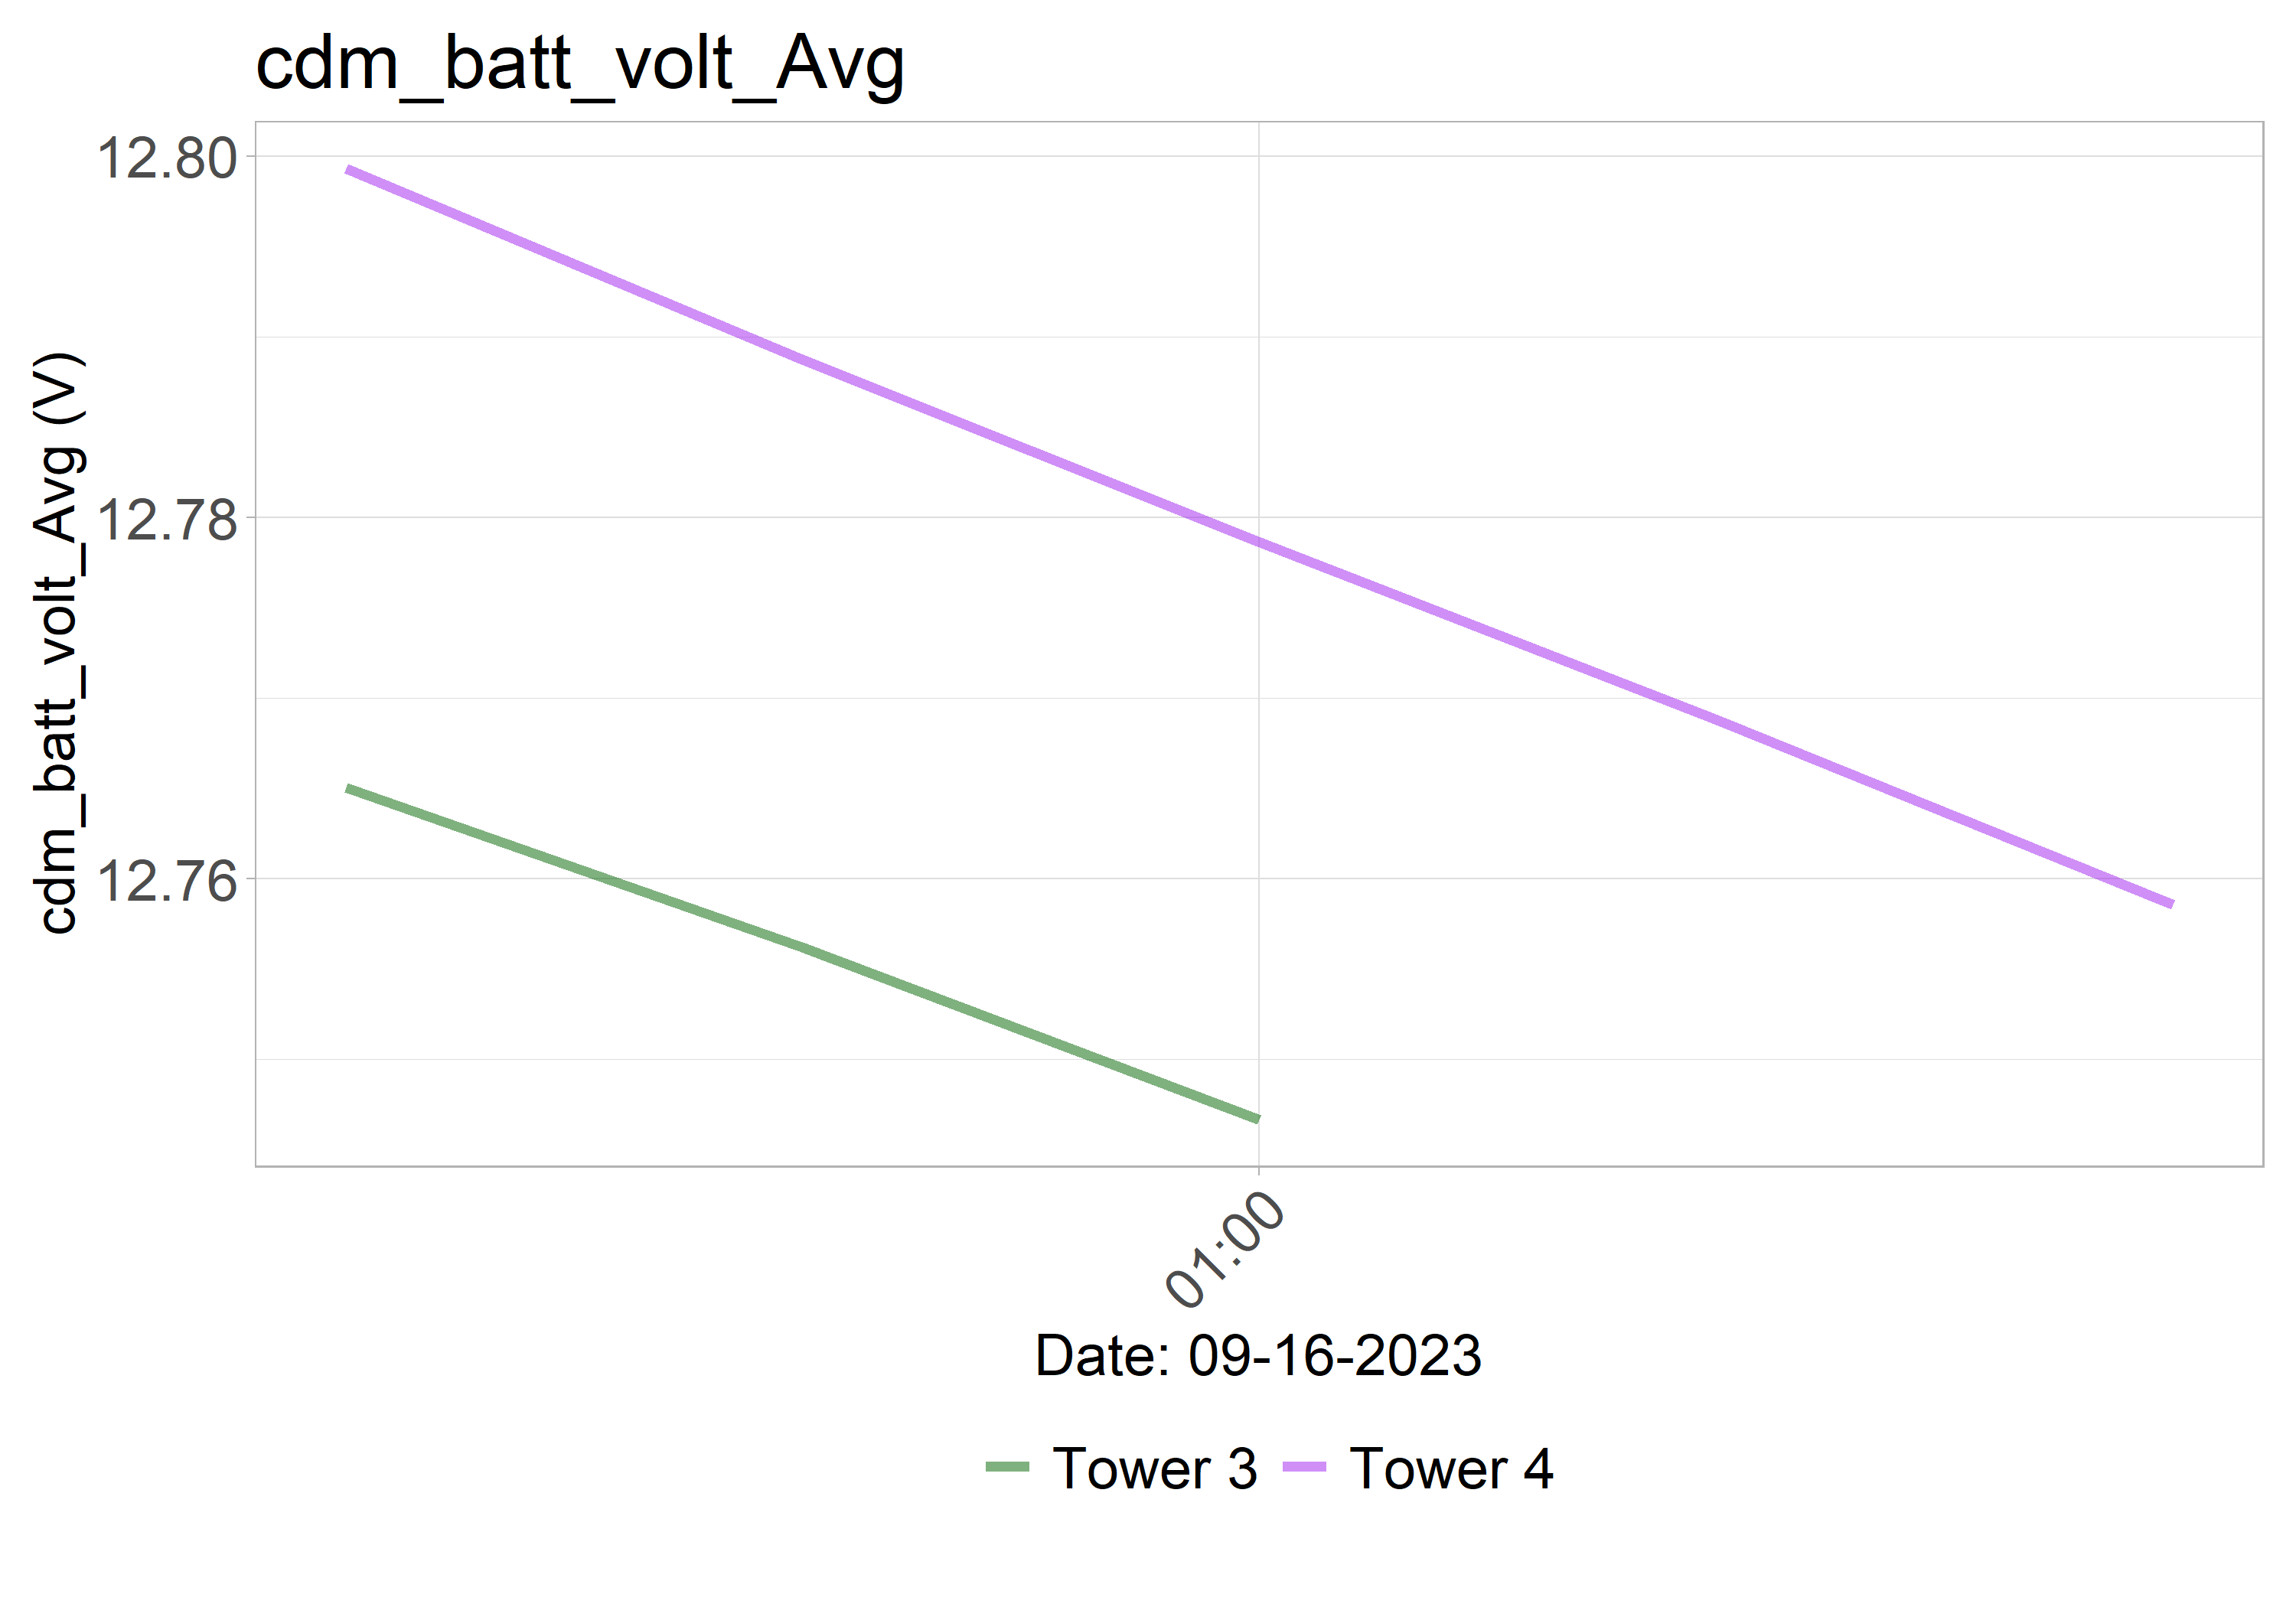 cdm_batt_volt_Avg
cdm_batt_volt_Avg (V)
12.80
12.78
12.76
01:00
Date: 09-16-2023
Tower 3
Tower 4